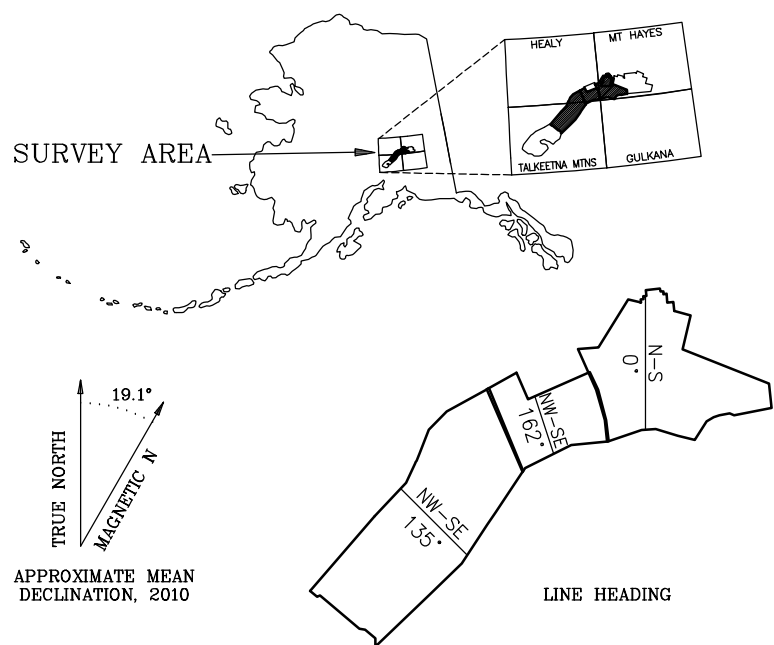 HEALY
MT HAYES
TALKEETNA MTNS
GULKANA
SURVEY AREA
19.1°
TRUE NORTH
MAGNETIC N
APPROXIMATE MEAN
DECLINATION, 2010
N-S
0°
NW-SE
162°
NW-SE
135°
LINE HEADING